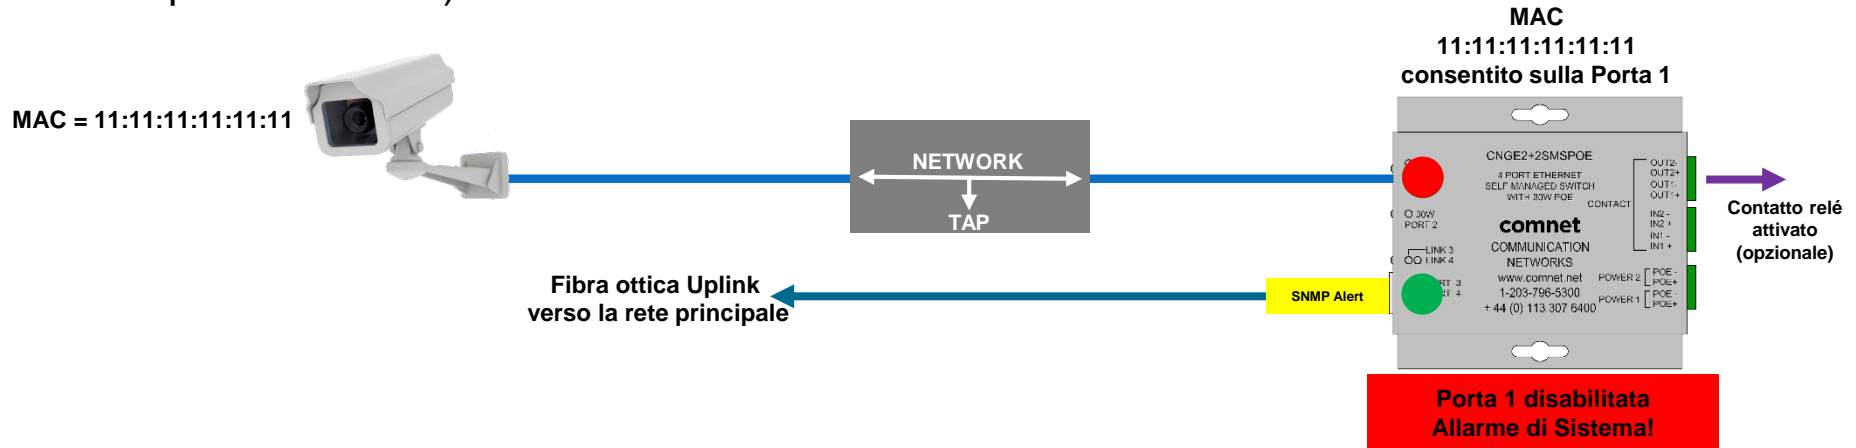 MAC
11:11:11:11:11:11
consentito sulla Porta 1
MAC = 11:11:11:11:11:11
NETWORK
TAP
CNGE2+2SMSPOE
4 PORT ETHERNET
SELF MANAGED SWITCH
WITH 30W POE
CONTACT
OUT2-
OUT2+
OUT1-
OUT1+
IN2 -
IN2 +
IN1 -
IN1 +
30W
PORT 2
comnet
COMMUNICATION
NETWORKS
www.comnet.net
1-203-796-5300
+ 44 (0) 113 307 6400
LINK 3
LINK 4
3
4
POWER 2
POE -
POE+
POWER 1
POE -
POE+
Contatto relé
attivato
(opzionale)
Fibra ottica Uplink
verso la rete principale
SNMP Alert
Porta 1 disabilitata
Allarme di Sistema!